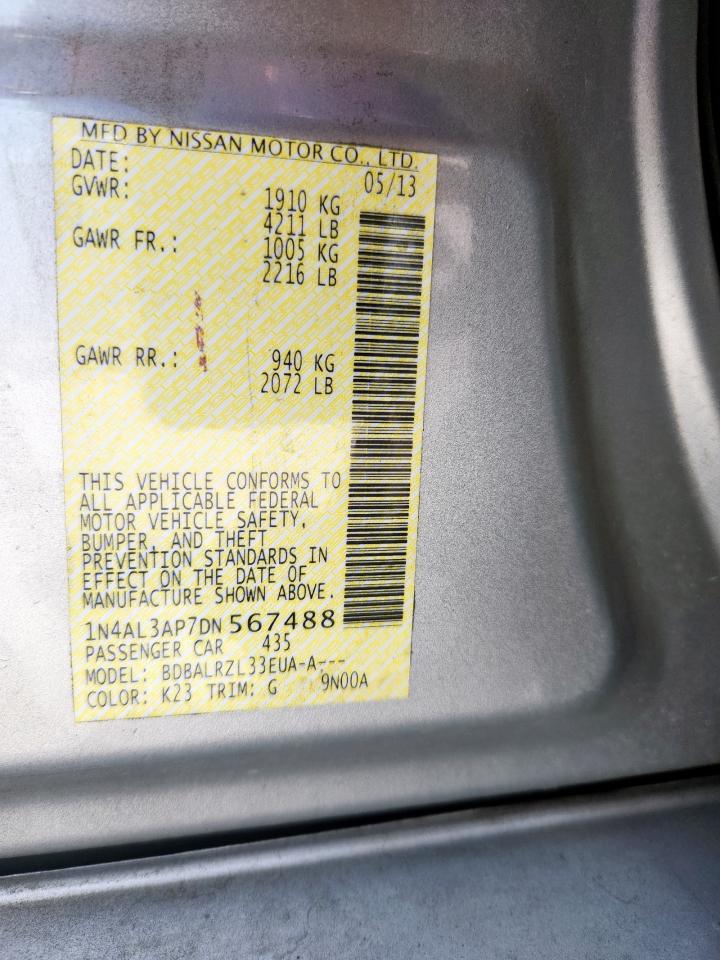 MFD BY NISSAN MOTOR CO., LTD.
DATE: 05/13
GVWR: 1910 KG
4211 LB
GAWR FR.: 1005 KG
2216 LB
GAWR RR.: 940 KG
2072 LB
THIS VEHICLE CONFORMS TO
ALL APPLICABLE FEDERAL
MOTOR VEHICLE SAFETY,
BUMPER, AND THEFT
PREVENTION STANDARDS IN
EFFECT ON THE DATE OF
MANUFACTURE SHOWN ABOVE.
1N4AL3AP7DN567488
PASSENGER CAR 435
MODEL: BDBALRZL33EUA-A---
COLOR: K23 TRIM: G 9N00A